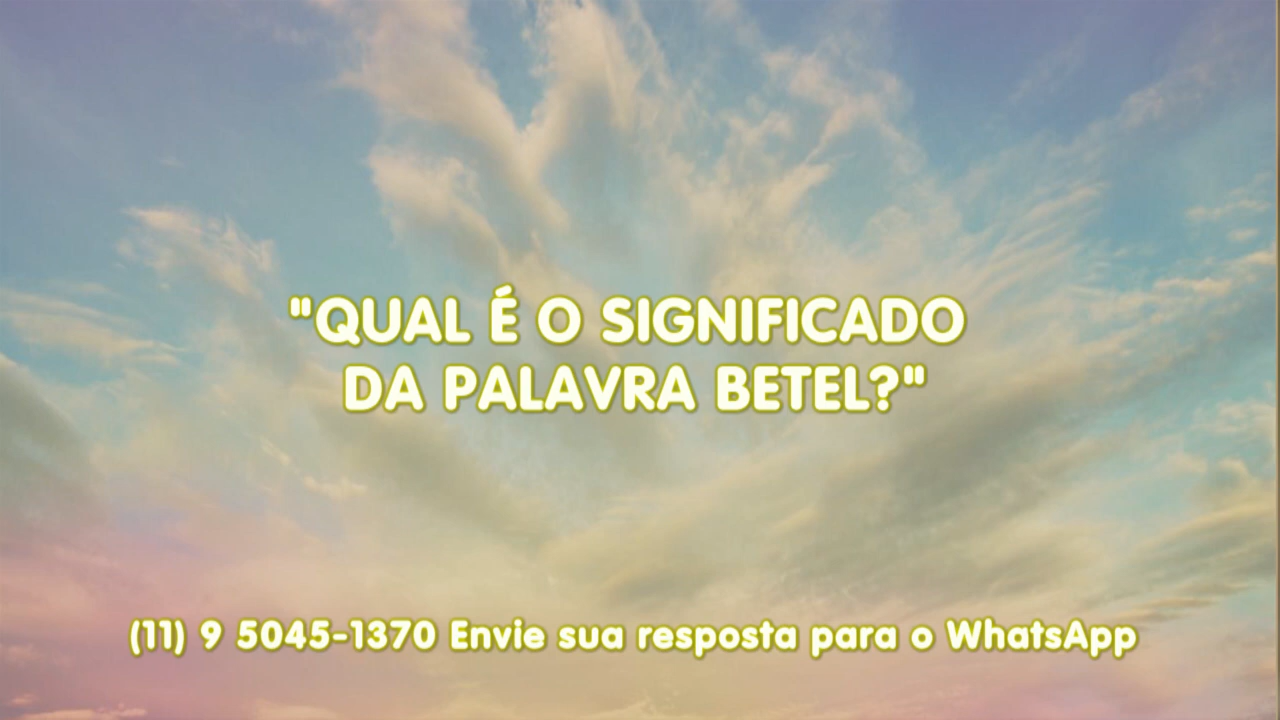 "QUAL É O SIGNIFICADO
DA PALAVRA BETEL?"
(11) 9 5045-1370 Envie sua resposta para o WhatsApp